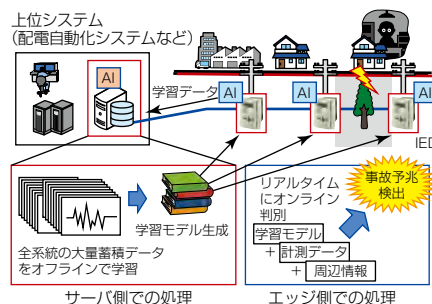 上位システム
(配電自動化システムなど)
AI
学習データ
AI
AI
AI
IED
学習モデル生成
全系統の大量蓄積データ
をオフラインで学習
サーバ側での処理
リアルタイム
にオンライン
判別
事故予兆
検出
学習モデル
+ 計測データ
+ 周辺情報
エッジ側での処理